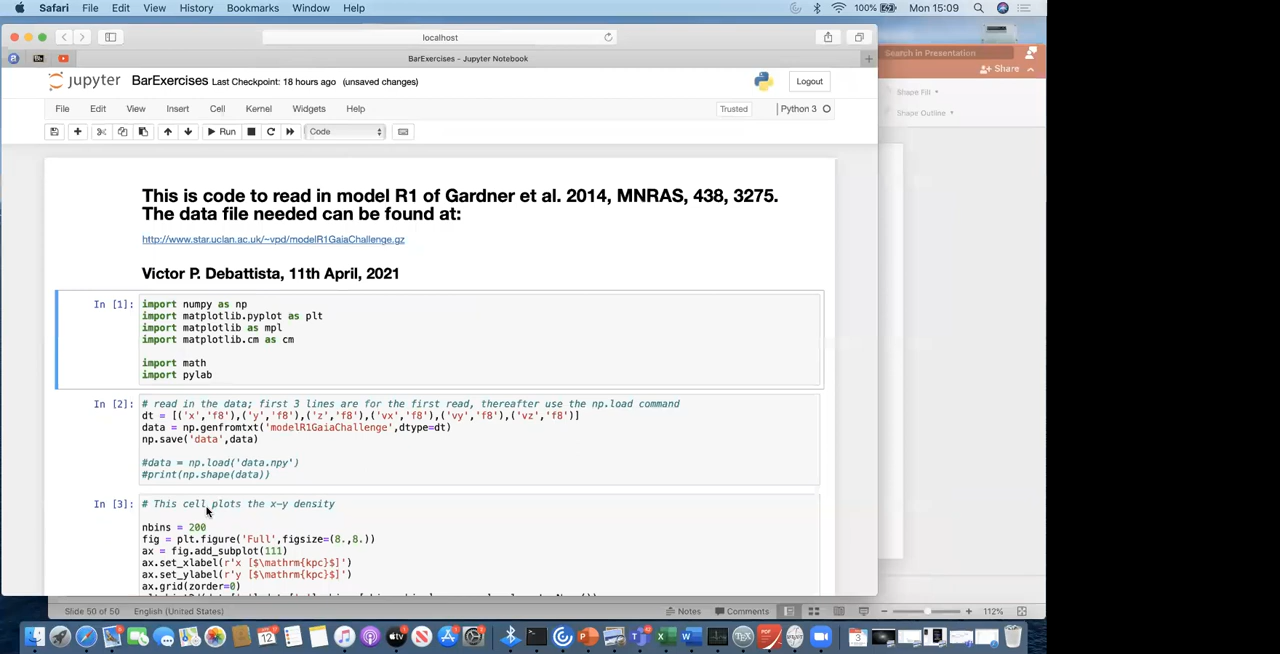 Safari File Edit View History Bookmarks Window Help 100% Mon 15:09
localhost
BarExercises - Jupyter Notebook
Search in Presentation
Share
Shape Fill
Shape Outline
jupyter BarExercises Last Checkpoint: 18 hours ago (unsaved changes) Logout
File Edit View Insert Cell Kernel Widgets Help Trusted Python 3
Run Code
This is code to read in model R1 of Gardner et al. 2014, MNRAS, 438, 3275.
The data file needed can be found at:
http://www.star.uclan.ac.uk/~vpd/modelR1GaiaChallenge.gz
Victor P. Debattista, 11th April, 2021
In [1]: import numpy as np
import matplotlib.pyplot as plt
import matplotlib as mpl
import matplotlib.cm as cm
import math
import pylab
In [2]: # read in the data; first 3 lines are for the first read, thereafter use the np.load command
dt = [('x','f8'),('y','f8'),('z','f8'),('vx','f8'),('vy','f8'),('vz','f8')]
data = np.genfromtxt('modelR1GaiaChallenge',dtype=dt)
np.save('data',data)
#data = np.load('data.npy')
#print(np.shape(data))
In [3]: # This cell plots the x-y density
nbins = 200
fig = plt.figure('Full',figsize=(8.,8.))
ax = fig.add_subplot(111)
ax.set_xlabel(r'x [$\mathrm{kpc}$]')
ax.set_ylabel(r'y [$\mathrm{kpc}$]')
ax.grid(zorder=0)
Slide 50 of 50 English (United States) Notes Comments 112%